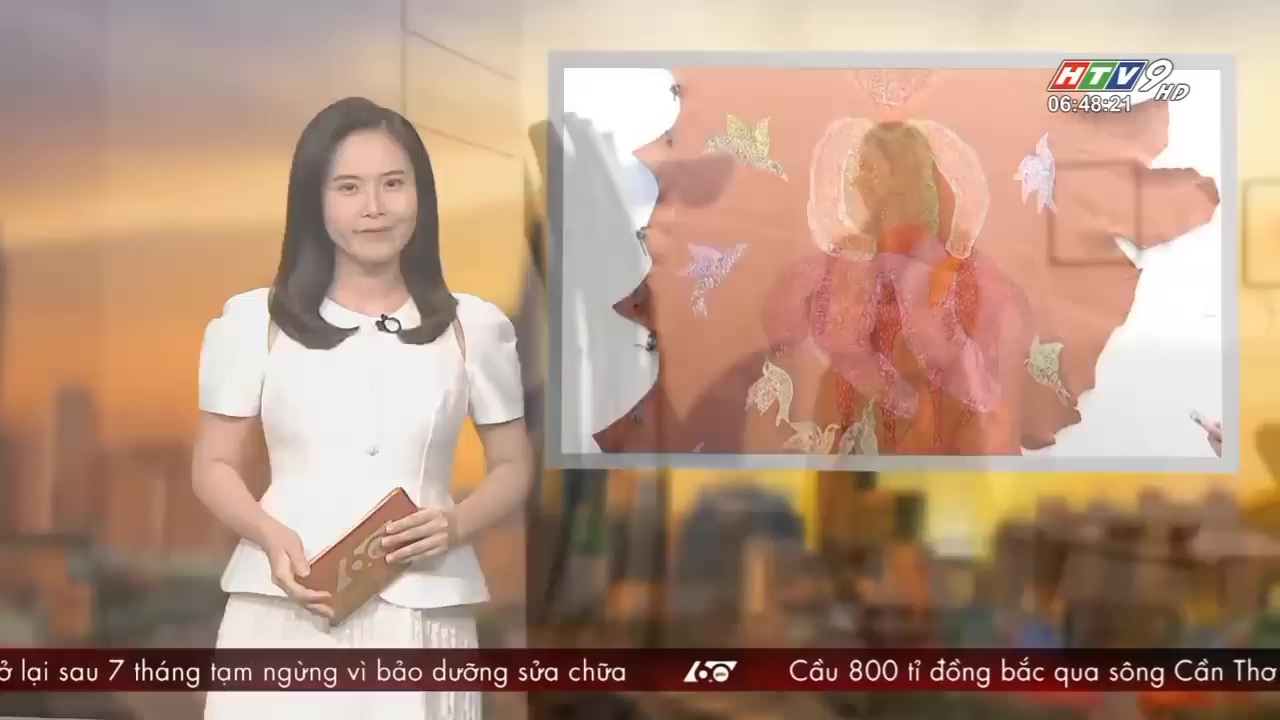 HTV9 HD
06:48:21
ở lại sau 7 tháng tạm ngừng vì bảo dưỡng sửa chữa
60 Cầu 800 tỉ đồng bắc qua sông Cần Thơ